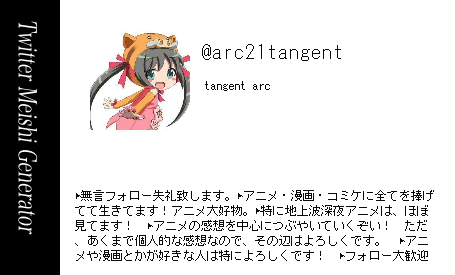 Twitter Meishi Generator
@arc21tangent
tangent arc
▶無言フォロー失礼致します。▶アニメ・漫画・コミケに全てを捧げ
てて生きてます！アニメ大好物。▶特に地上波深夜アニメは、ほぼ
見てます！　▶アニメの感想を中心につぶやいていくぞい！　ただ
、あくまで個人的な感想なので、その辺はよろしくです。　▶アニ
メや漫画とかが好きな人は特によろしくです！　▶フォロー大歓迎